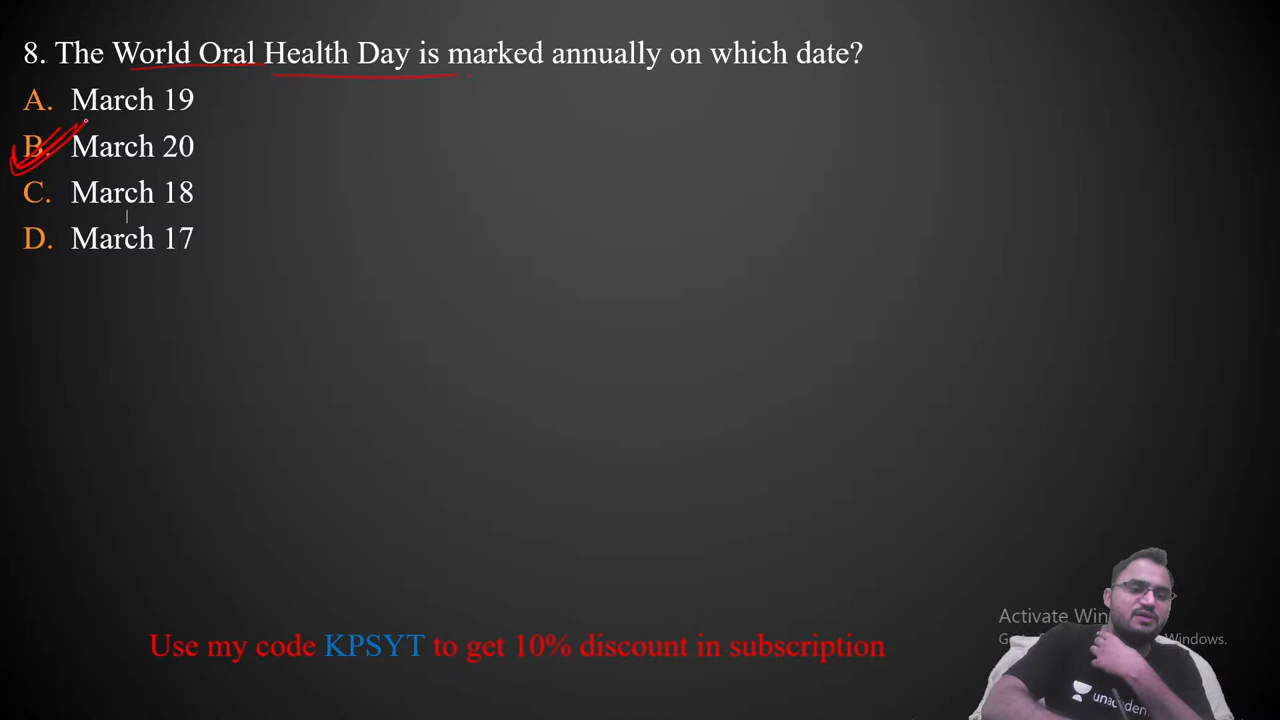 8. The World Oral Health Day is marked annually on which date?
A. March 19
B. March 20
C. March 18
D. March 17
Activate Win
Windows.
Use my code KPSYT to get 10% discount in subscription